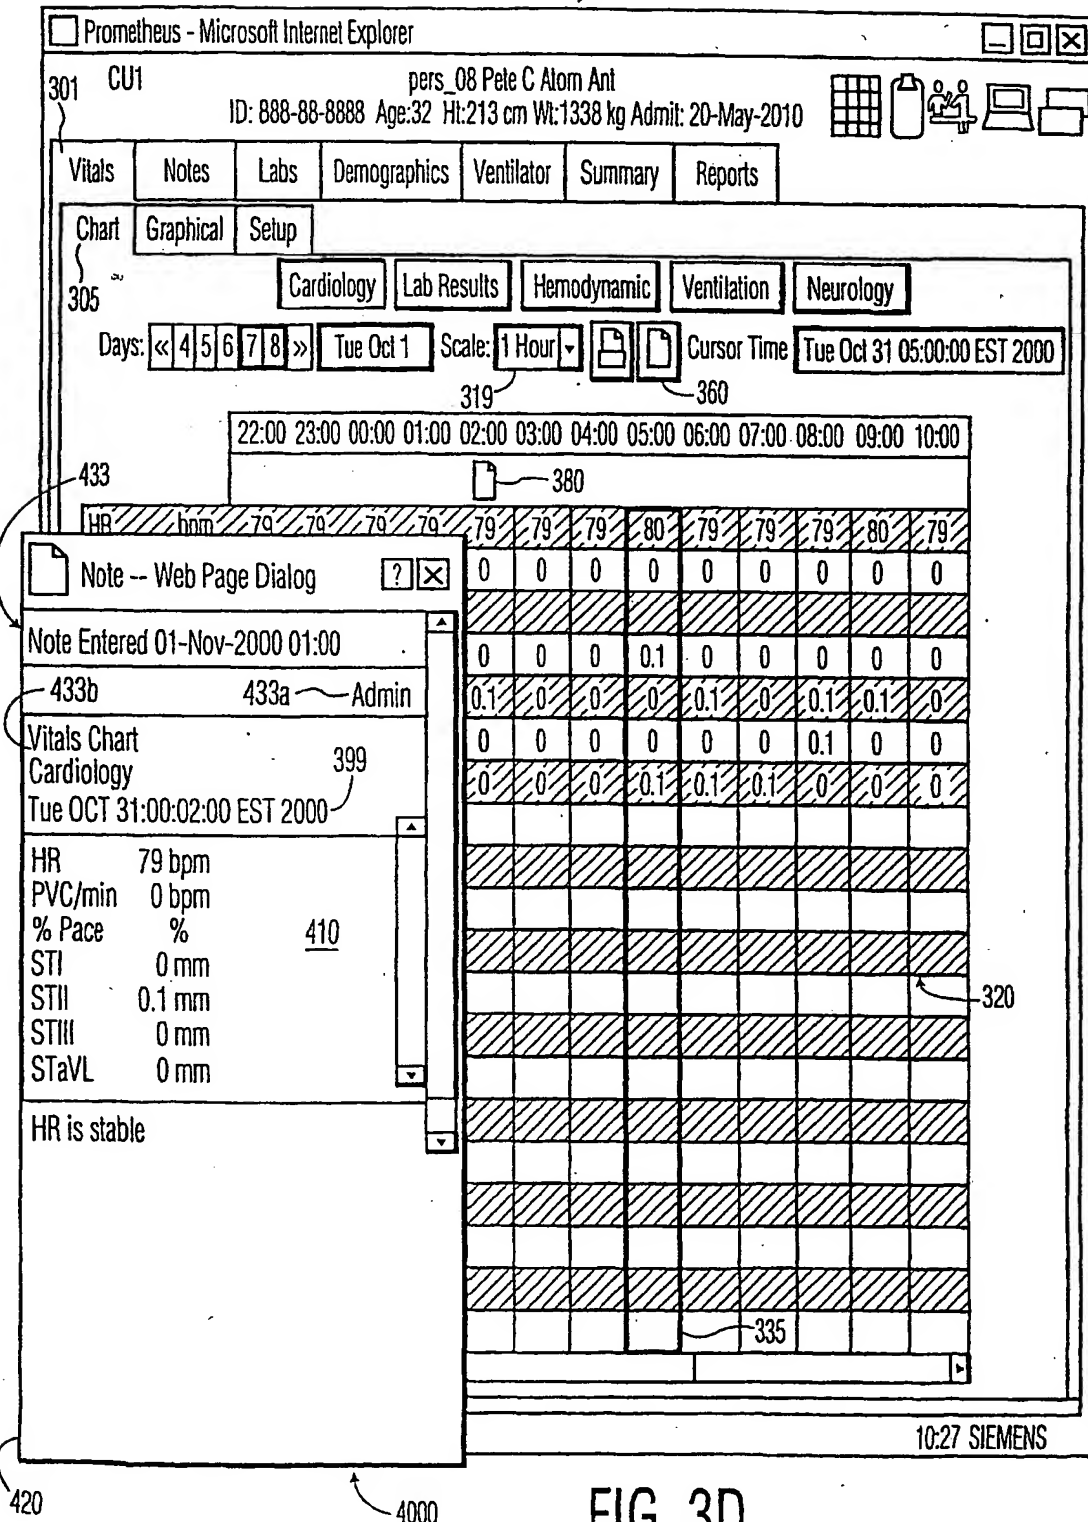 Prometheus - Microsoft Internet Explorer
301 CU1 pers_08 Pete C Atom Ant
ID: 888-88-8888 Age:32 Ht:213 cm Wt:1338 kg Admit: 20-May-2010
Vitals Notes Labs Demographics Ventilator Summary Reports
Chart Graphical Setup
305 Cardiology Lab Results Hemodynamic Ventilation Neurology
Days: << 4 5 6 7 8 >> Tue Oct 1 Scale: 1 Hour Cursor Time Tue Oct 31 05:00:00 EST 2000
319 360
22:00 23:00 00:00 01:00 02:00 03:00 04:00 05:00 06:00 07:00 08:00 09:00 10:00
433 380
HR bpm 79 79 79 79 79 79 79 80 79 79 79 80 79
Note -- Web Page Dialog ? X
0 0 0 0 0 0 0 0 0
Note Entered 01-Nov-2000 01:00
0 0 0 0.1 0 0 0 0 0
433b 433a Admin
0.1 0 0 0 0.1 0 0.1 0.1 0
Vitals Chart
0 0 0 0 0 0 0.1 0 0
Cardiology 399
0 0 0 0.1 0.1 0.1 0 0 0
Tue OCT 31:00:02:00 EST 2000
HR 79 bpm
PVC/min 0 bpm
% Pace % 410
STI 0 mm
STII 0.1 mm
320
STIII 0 mm
STaVL 0 mm
HR is stable
335
10:27 SIEMENS
420 4000
FIG. 3D